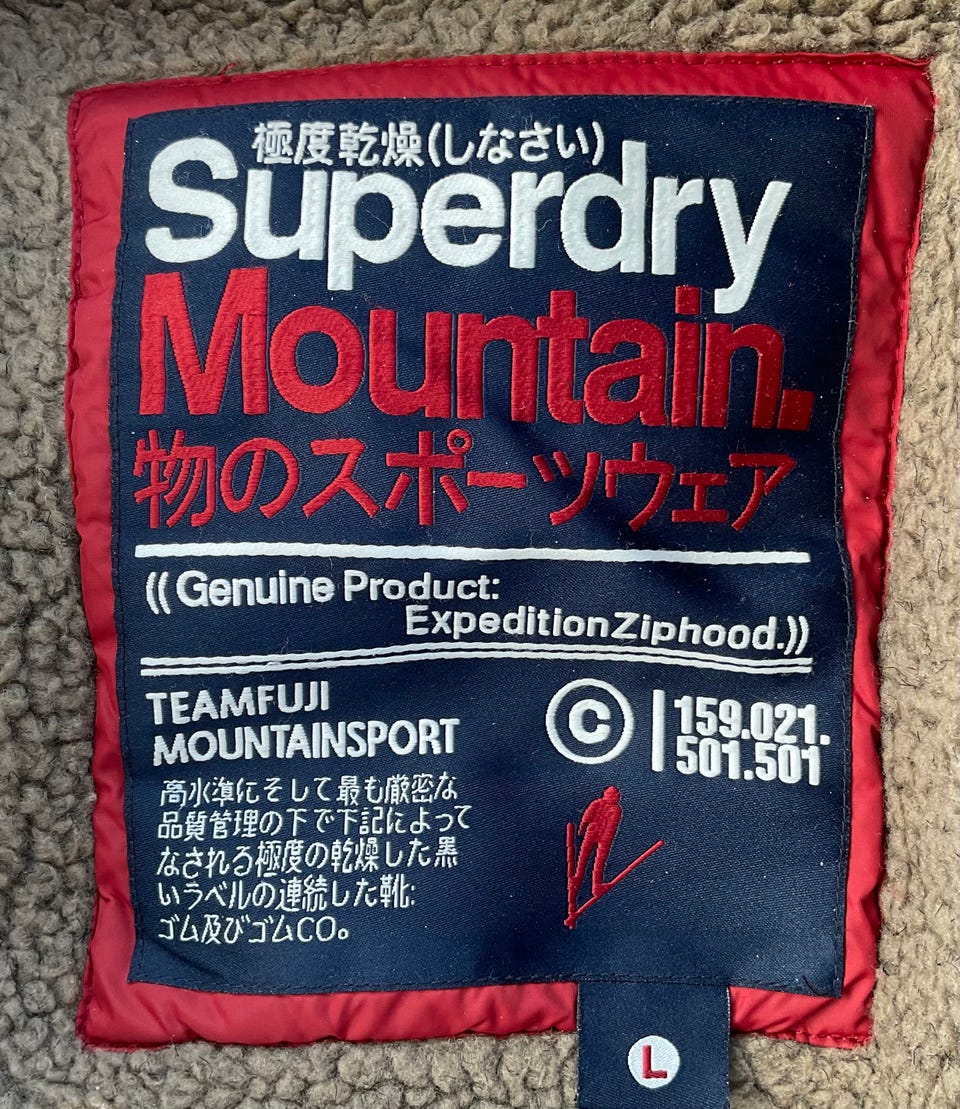 極度乾燥(しなさい)
Superdry
Mountain.
物のスポーツウェア
((Genuine Product:
ExpeditionZiphood.))
TEAMFUJI
MOUNTAINSPORT
© 159.021.
501.501
高水準にそして最も厳密な
品質管理の下で下記によって
なされる極度の乾燥した黒
いラベルの連続した靴:
ゴム及びゴムCO。
L